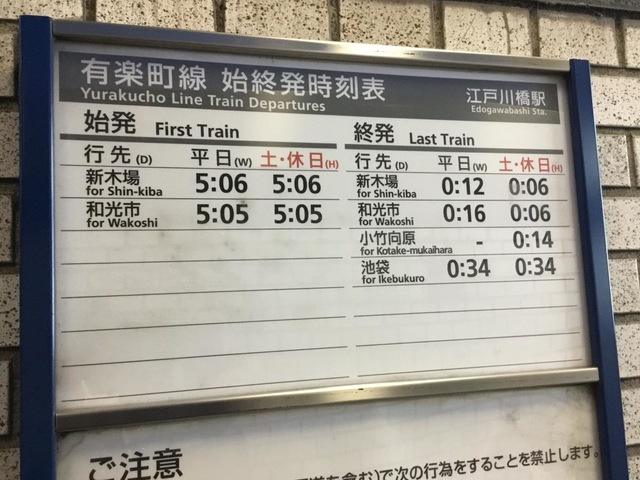 有楽町線 始終発時刻表 江戸川橋駅
Yurakucho Line Train Departures Edogawabashi Sta.
始発 First Train
行先(D) 平日(W) 土・休日(H)
新木場 5:06 5:06
for Shin-kiba
和光市 5:05 5:05
for Wakoshi
終発 Last Train
行先(D) 平日(W) 土・休日(H)
新木場 0:12 0:06
for Shin-kiba
和光市 0:16 0:06
for Wakoshi
小竹向原 - 0:14
for Kotake-mukaihara
池袋 0:34 0:34
for Ikebukuro
ご注意
を含む)で次の行為をすることを禁止します。